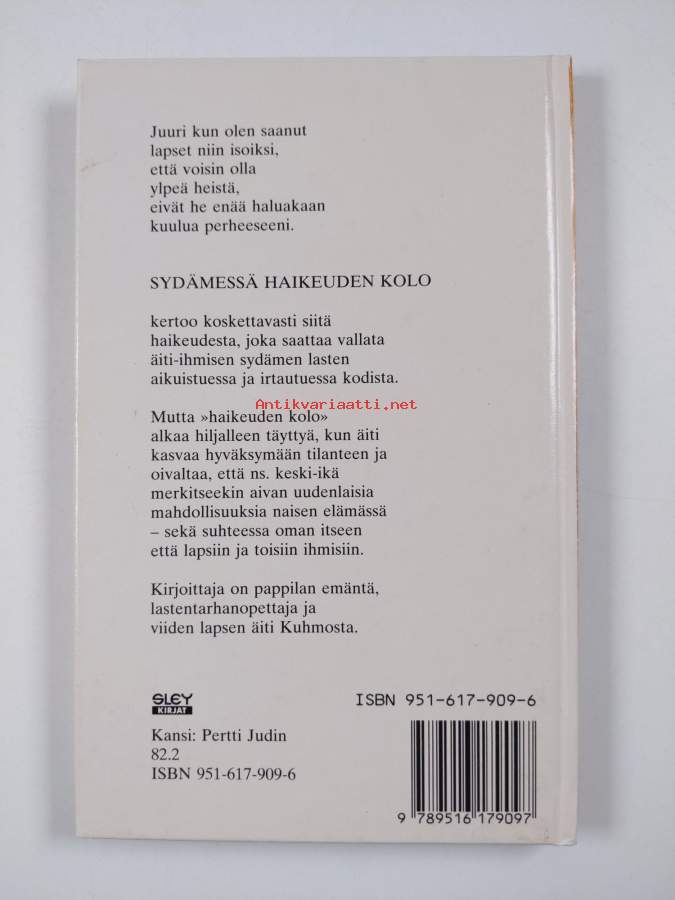 Juuri kun olen saanut
lapset niin isoiksi,
että voisin olla
ylpeä heistä,
eivät he enää haluakaan
kuulua perheeseeni.
SYDÄMESSÄ HAIKEUDEN KOLO
kertoo koskettavasti siitä
haikeudesta, joka saattaa vallata
äiti-ihmisen sydämen lasten
aikuistuessa ja irtautuessa kodista.
Antikvariaatti.net
Mutta »haikeuden kolo»
alkaa hiljalleen täyttyä, kun äiti
kasvaa hyväksymään tilanteen ja
oivaltaa, että ns. keski-ikä
merkitseekin aivan uudenlaisia
mahdollisuuksia naisen elämässä
– sekä suhteessa oman itseen
että lapsiin ja toisiin ihmisiin.
Kirjoittaja on pappilan emäntä,
lastentarhanopettaja ja
viiden lapsen äiti Kuhmosta.
SLEY
KIRJAT
Kansi: Pertti Judin
82.2
ISBN 951-617-909-6
ISBN 951-617-909-6
9 789516 179097